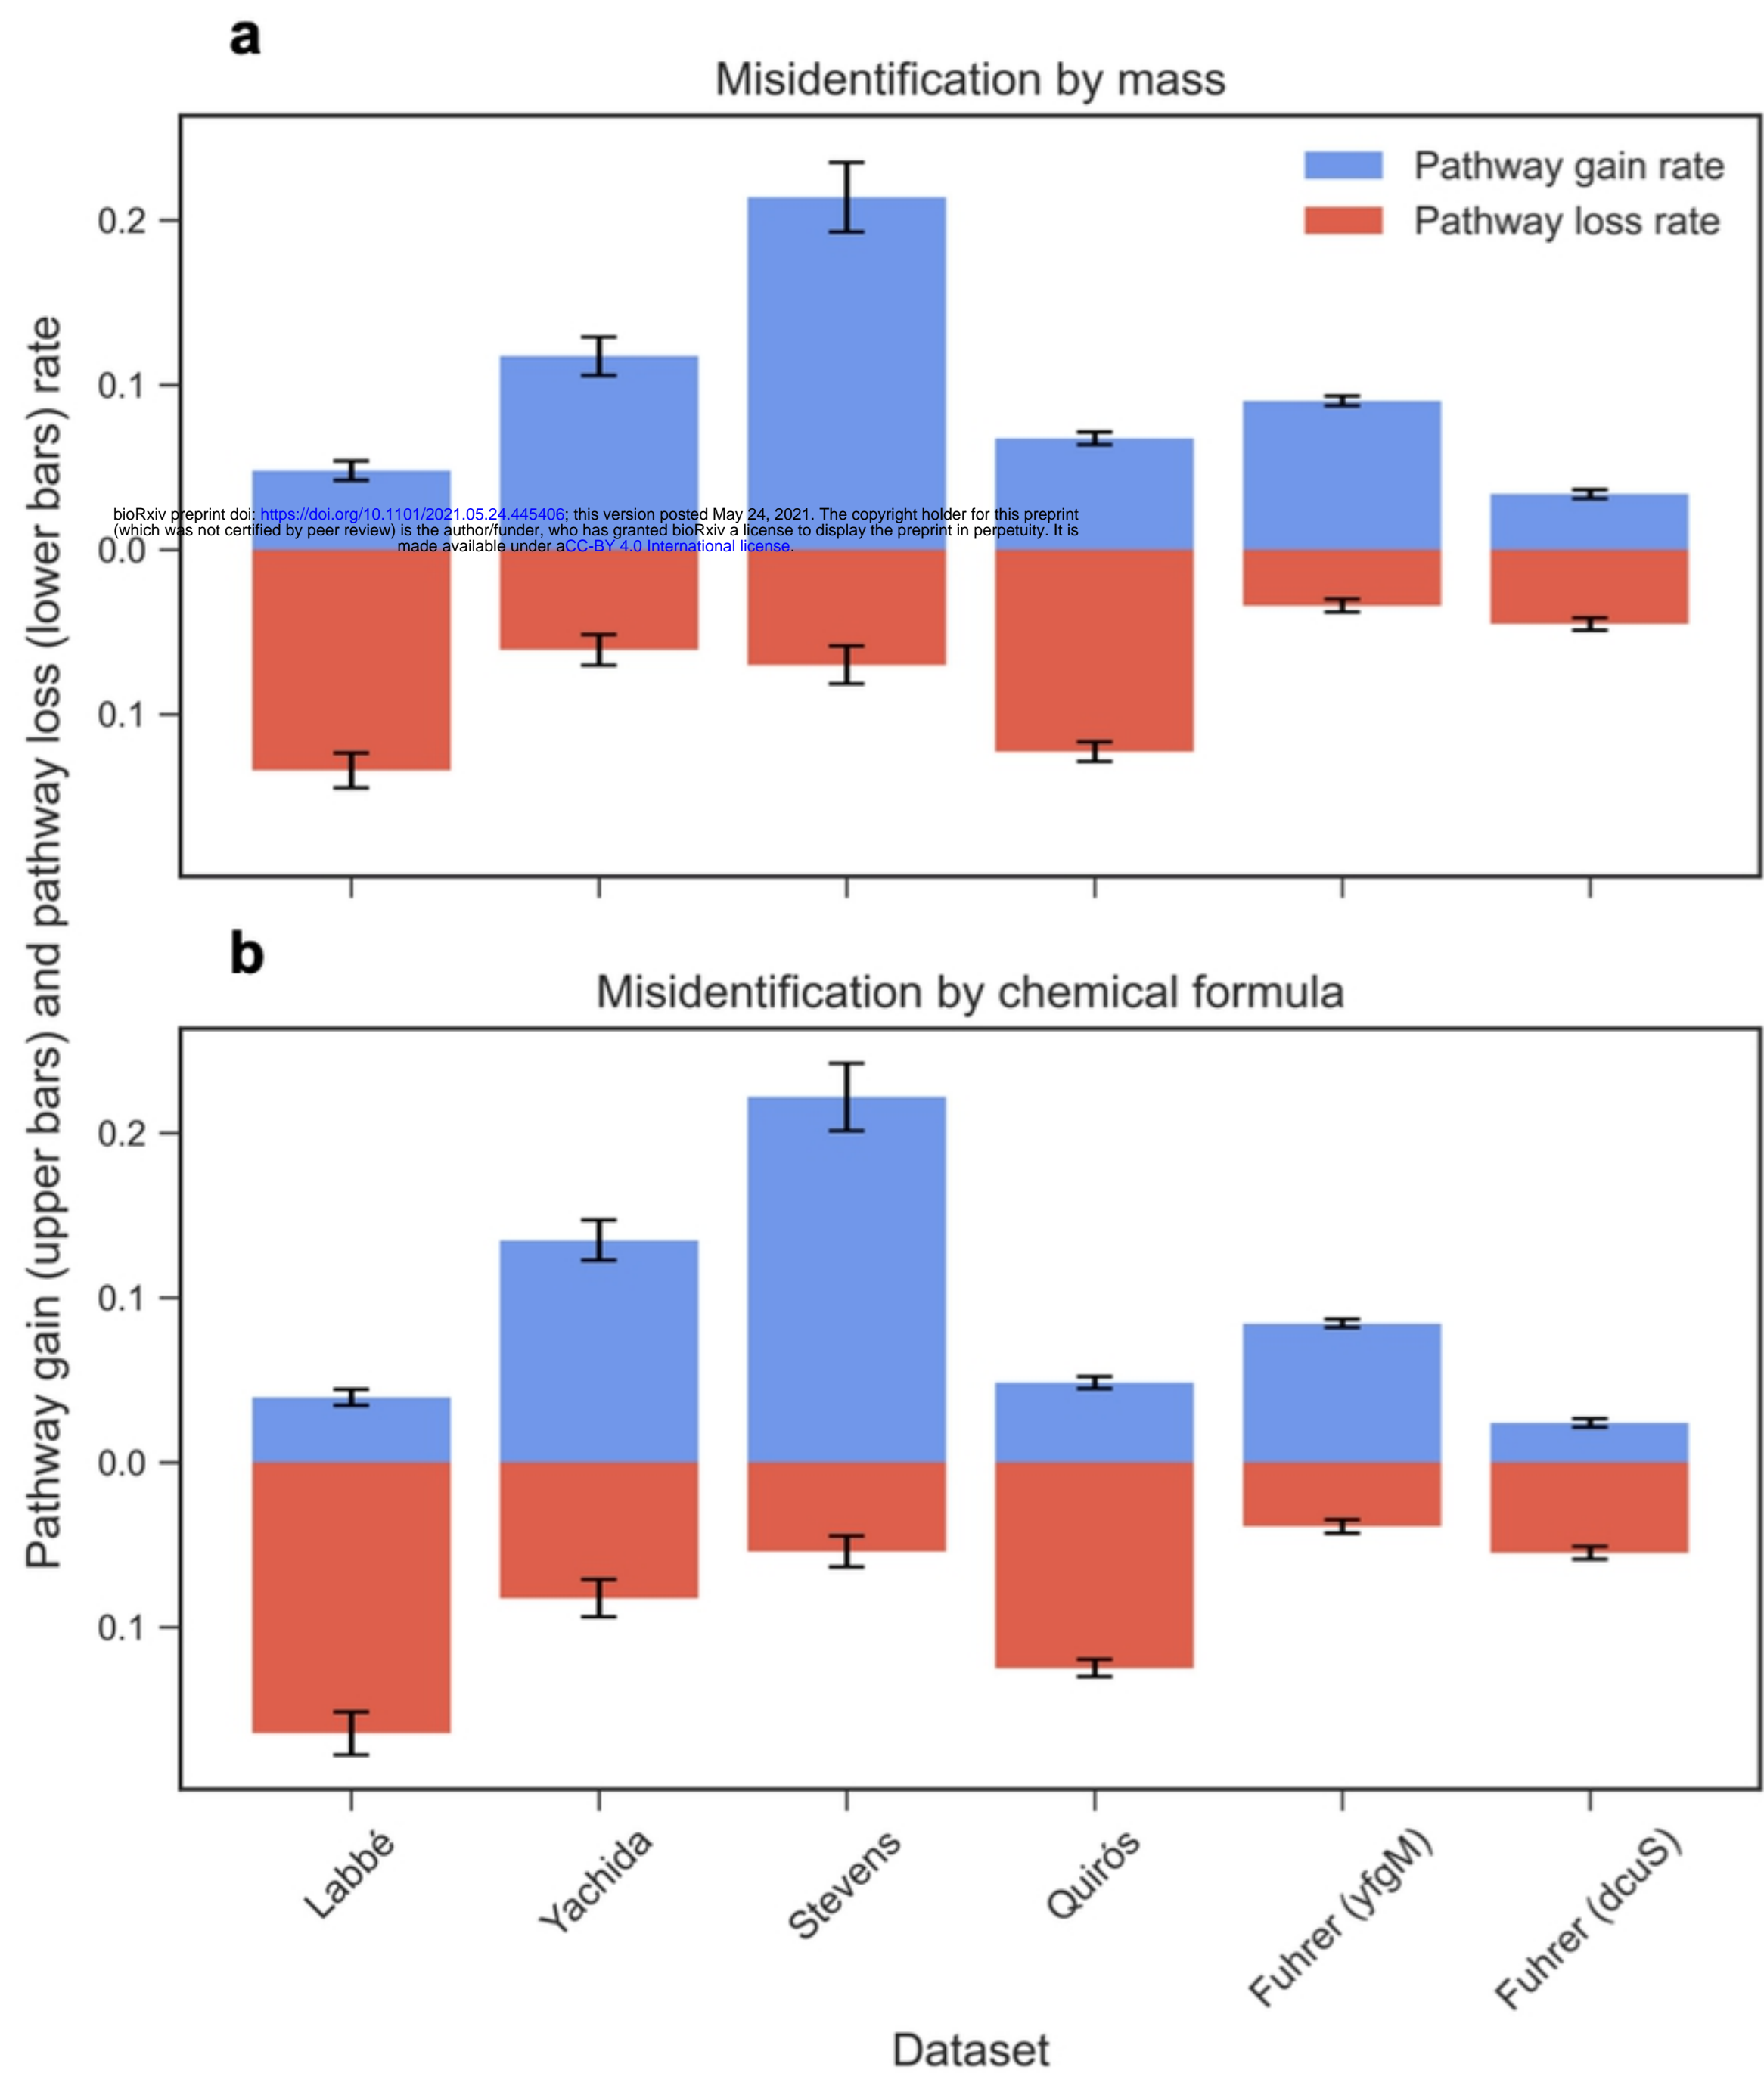 a
Misidentification by mass
Pathway gain rate
Pathway loss rate
Pathway gain (upper bars) and pathway loss (lower bars) rate
0.2
0.1
bioRxiv preprint doi: https://doi.org/10.1101/2021.05.24.445406; this version posted May 24, 2021. The copyright holder for this preprint
(which was not certified by peer review) is the author/funder, who has granted bioRxiv a license to display the preprint in perpetuity. It is
made available under aCC-BY 4.0 International license.
0.0
0.1
b
Misidentification by chemical formula
0.2
0.1
0.0
0.1
Labbé
Yachida
Stevens
Quirós
Fuhrer (yfgM)
Fuhrer (dcuS)
Dataset